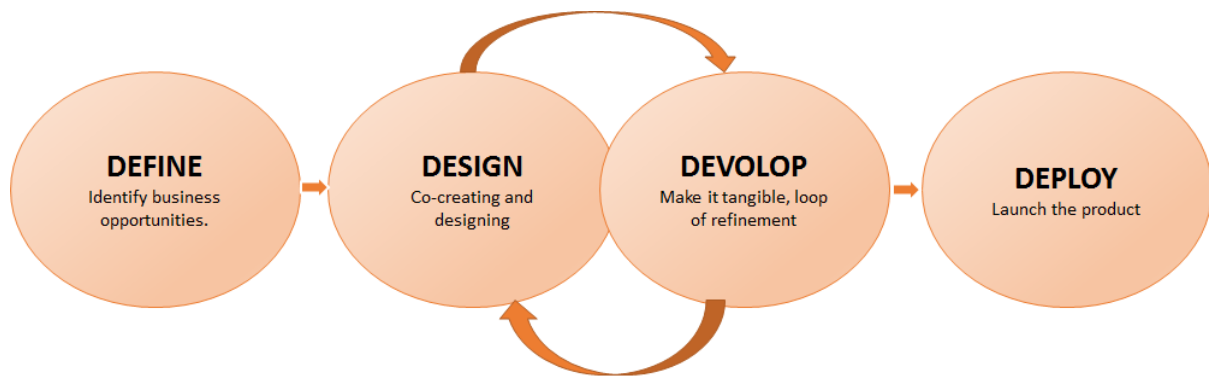 DEFINE
Identify business
opportunities.
DESIGN
Co-creating and
designing
DEVOLOP
Make it tangible, loop
of refinement
DEPLOY
Launch the product